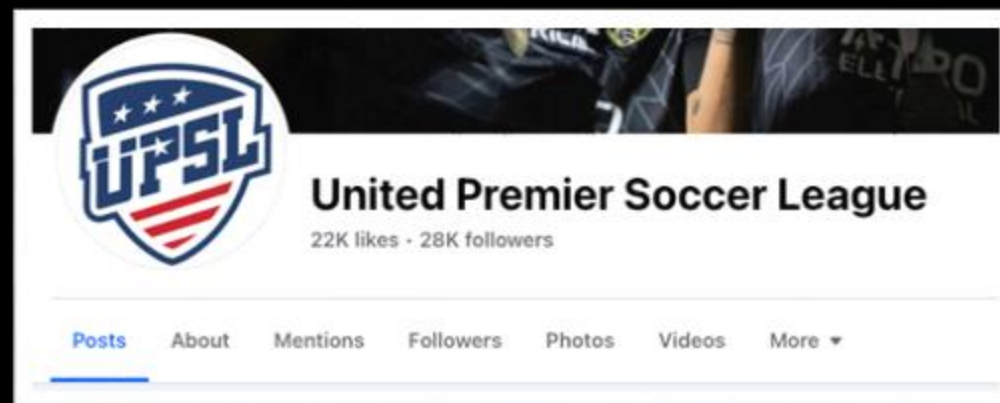 UPSL
United Premier Soccer League
22K likes · 28K followers
Posts About Mentions Followers Photos Videos More